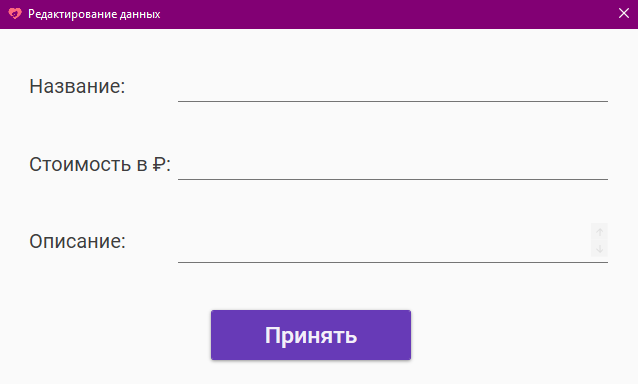 Редактирование данных
Название:
Стоимость в ₽:
Описание:
Принять